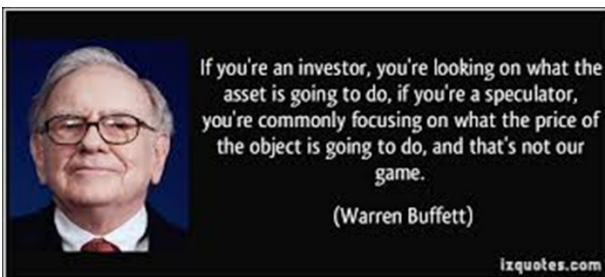 If you're an investor, you're looking on what the
asset is going to do, if you're a speculator,
you're commonly focusing on what the price of
the object is going to do, and that's not our
game.
(Warren Buffett)
izquotes.com